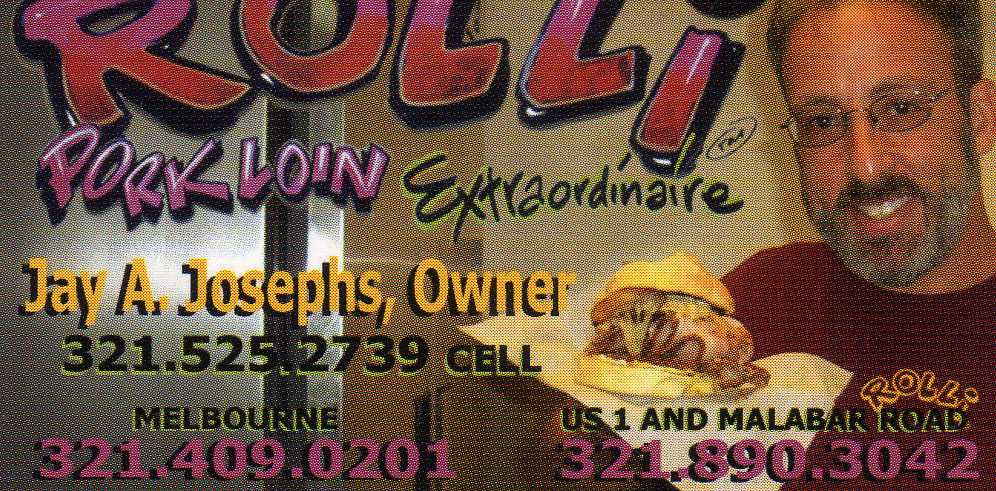 ROLLi
PORK LOIN Extraordinaire TM
Jay A. Josephs, Owner
321.525.2739 CELL
MELBOURNE
321.409.0201
US 1 AND MALABAR ROAD
321.890.3042
ROLLi